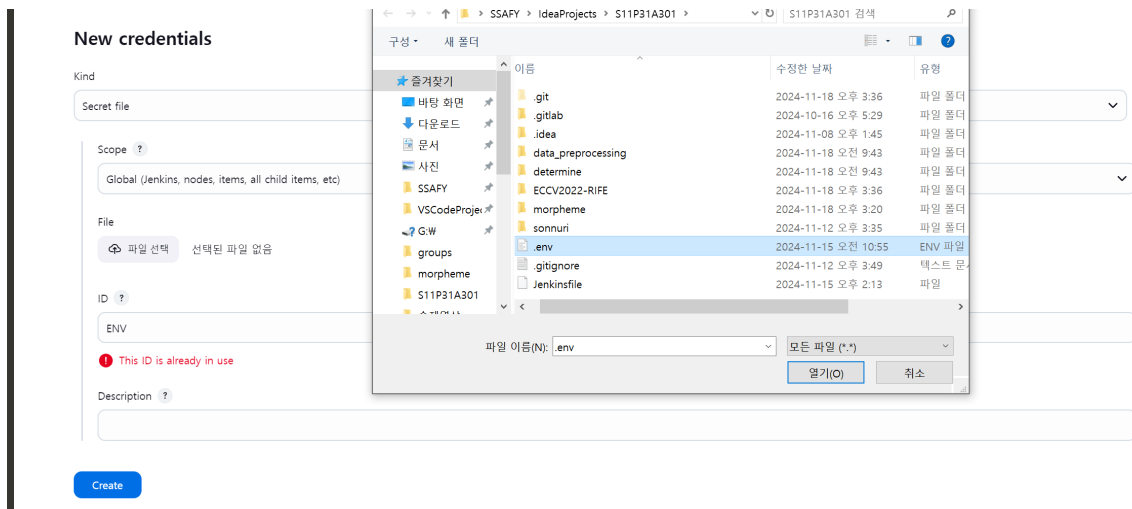 New credentials
Kind
Secret file
Scope ?
Global (Jenkins, nodes, items, all child items, etc)
File
파일 선택 선택된 파일 없음
ID ?
ENV
This ID is already in use
Description ?
Create
SSAFY > IdeaProjects > S11P31A301 >
S11P31A301 검색
구성 새 폴더
즐겨찾기
바탕 화면
다운로드
문서
사진
SSAFY
VSCodeProjec
G:₩
groups
morpheme
S11P31A301
이름 수정한 날짜 유형
.git 2024-11-18 오후 3:36 파일 폴더
.gitlab 2024-10-16 오후 5:29 파일 폴더
.idea 2024-11-08 오후 1:45 파일 폴더
data_preprocessing 2024-11-18 오전 9:43 파일 폴더
determine 2024-11-18 오전 9:43 파일 폴더
ECCV2022-RIFE 2024-11-18 오후 3:36 파일 폴더
morpheme 2024-11-18 오후 3:20 파일 폴더
sonnuri 2024-11-12 오후 3:35 파일 폴더
.env 2024-11-15 오전 10:55 ENV 파일
.gitignore 2024-11-12 오후 3:49 텍스트 문
Jenkinsfile 2024-11-15 오후 2:13 파일
파일 이름(N): .env
모든 파일 (*.*)
열기(O) 취소